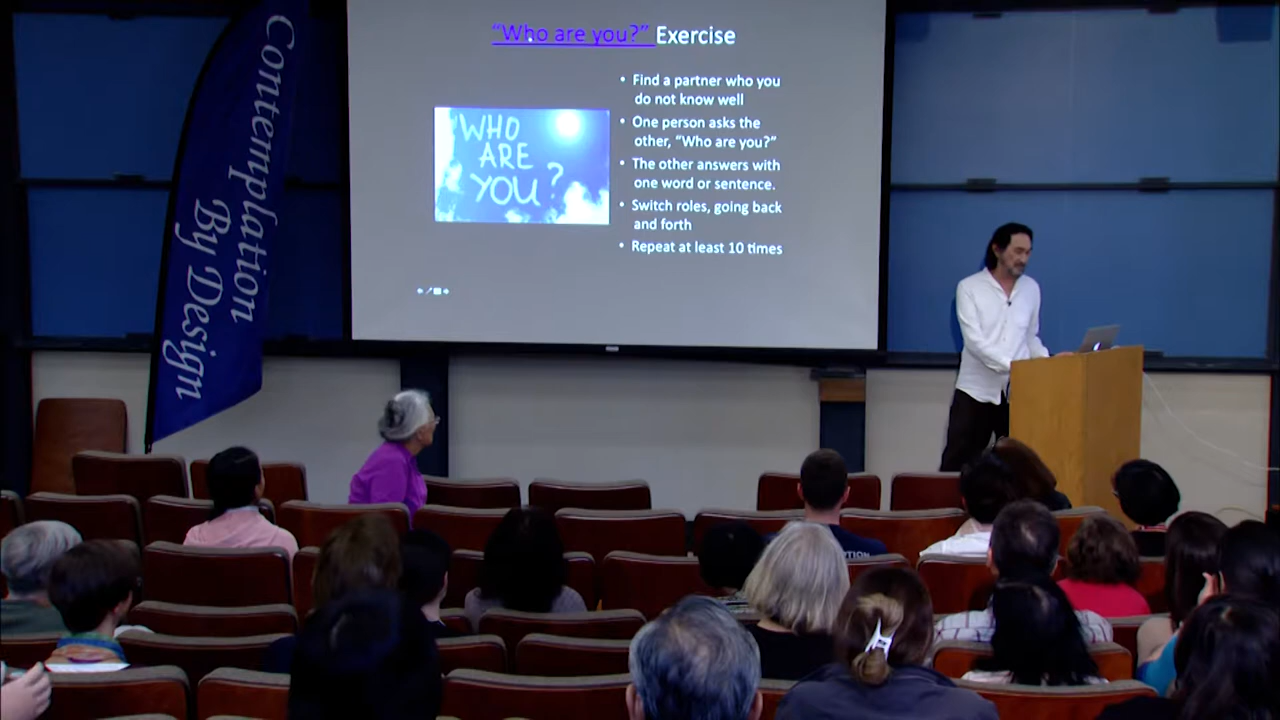 "Who are you?" Exercise
• Find a partner who you
do not know well
• One person asks the
other, "Who are you?"
• The other answers with
one word or sentence.
• Switch roles, going back
and forth
• Repeat at least 10 times
WHO
ARE
YOU?
Contemplation
By Design